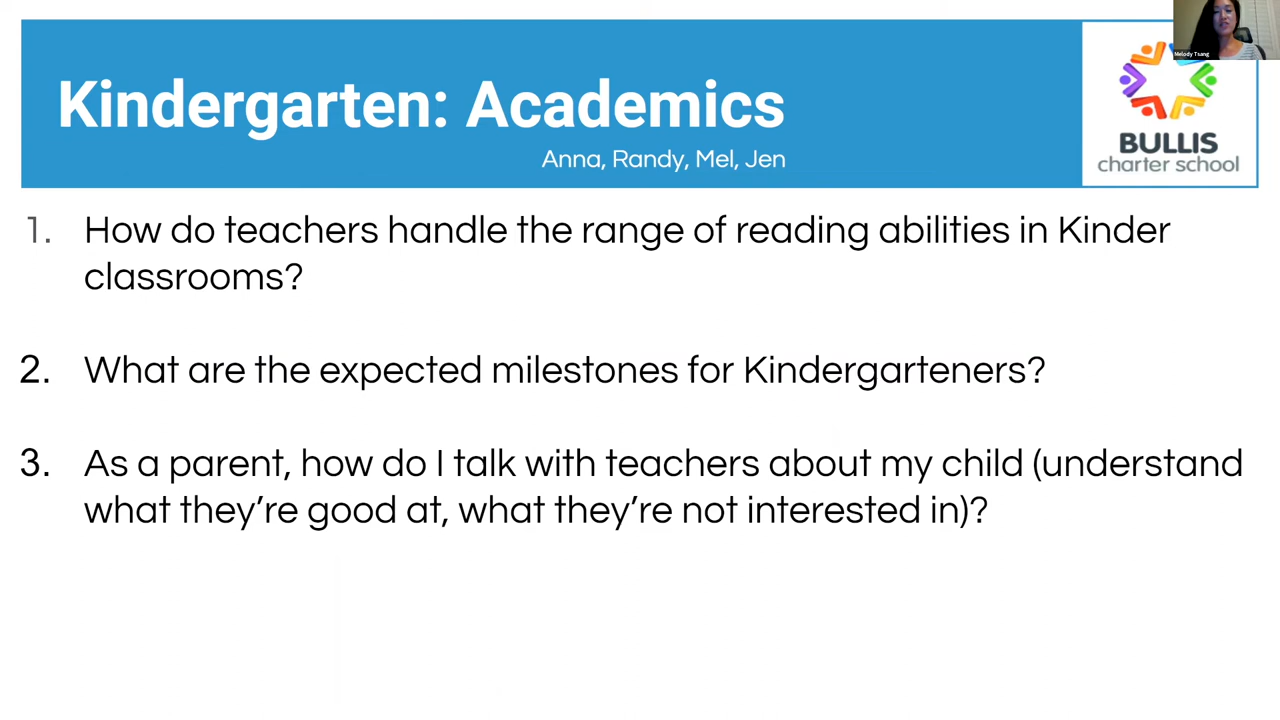 Melody Tsang
Kindergarten: Academics
Anna, Randy, Mel, Jen
BULLIS
charter school
1. How do teachers handle the range of reading abilities in Kinder
classrooms?
2. What are the expected milestones for Kindergarteners?
3. As a parent, how do I talk with teachers about my child (understand
what they’re good at, what they’re not interested in)?